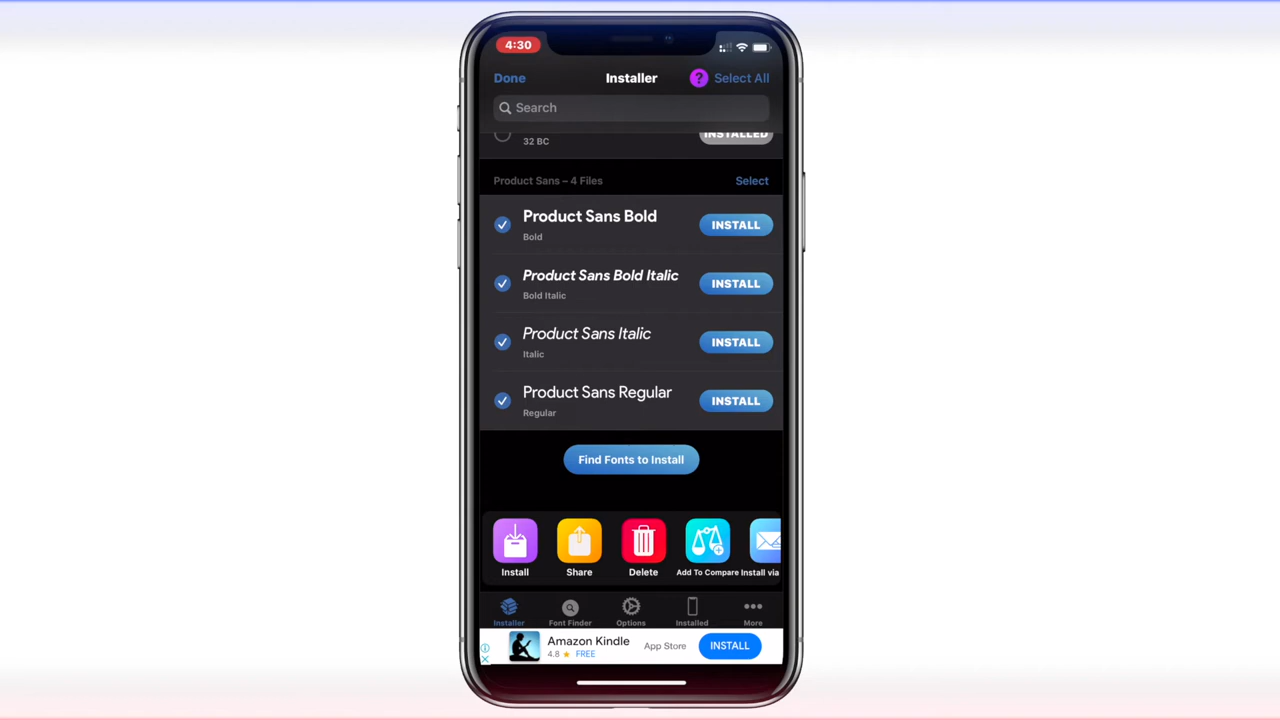 4:30
Done
Installer
?
Select All
Search
32 BC
INSTALLED
Product Sans – 4 Files
Select
Product Sans Bold
Bold
INSTALL
Product Sans Bold Italic
Bold Italic
INSTALL
Product Sans Italic
Italic
INSTALL
Product Sans Regular
Regular
INSTALL
Find Fonts to Install
Install
Share
Delete
Add To Compare
Install via
Installer
Font Finder
Options
Installed
More
Amazon Kindle
4.8 ★ FREE
App Store
INSTALL